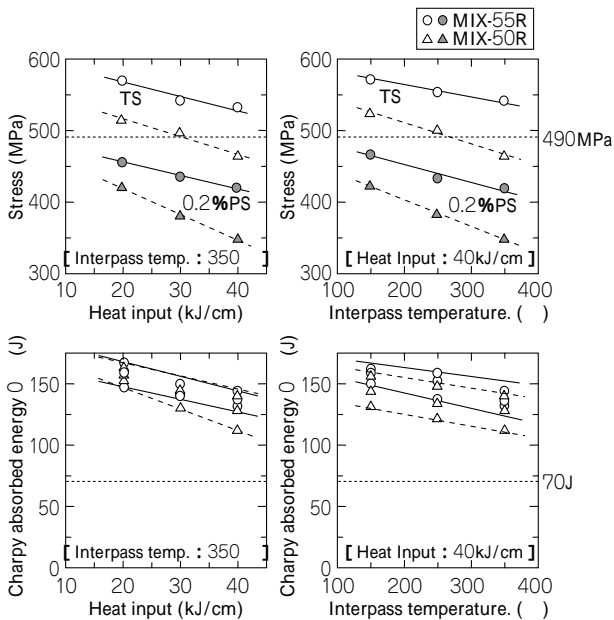 MIX-55R
MIX-50R
600
500
400
300
Stress (MPa)
TS
0.2%PS
[ Interpass temp. : 350 ]
10 20 30 40
Heat input (kJ/cm)
600
500
400
300
Stress (MPa)
TS
490MPa
0.2%PS
[ Heat Input : 40kJ/cm ]
100 200 300 400
Interpass temperature. ( )
Charpy absorbed energy 0 (J)
150
100
50
0
[ Interpass temp. : 350 ]
10 20 30 40
Heat input (kJ/cm)
Charpy absorbed energy 0 (J)
150
100
50
0
70J
[ Heat Input : 40kJ/cm ]
100 200 300 400
Interpass temperature. ( )